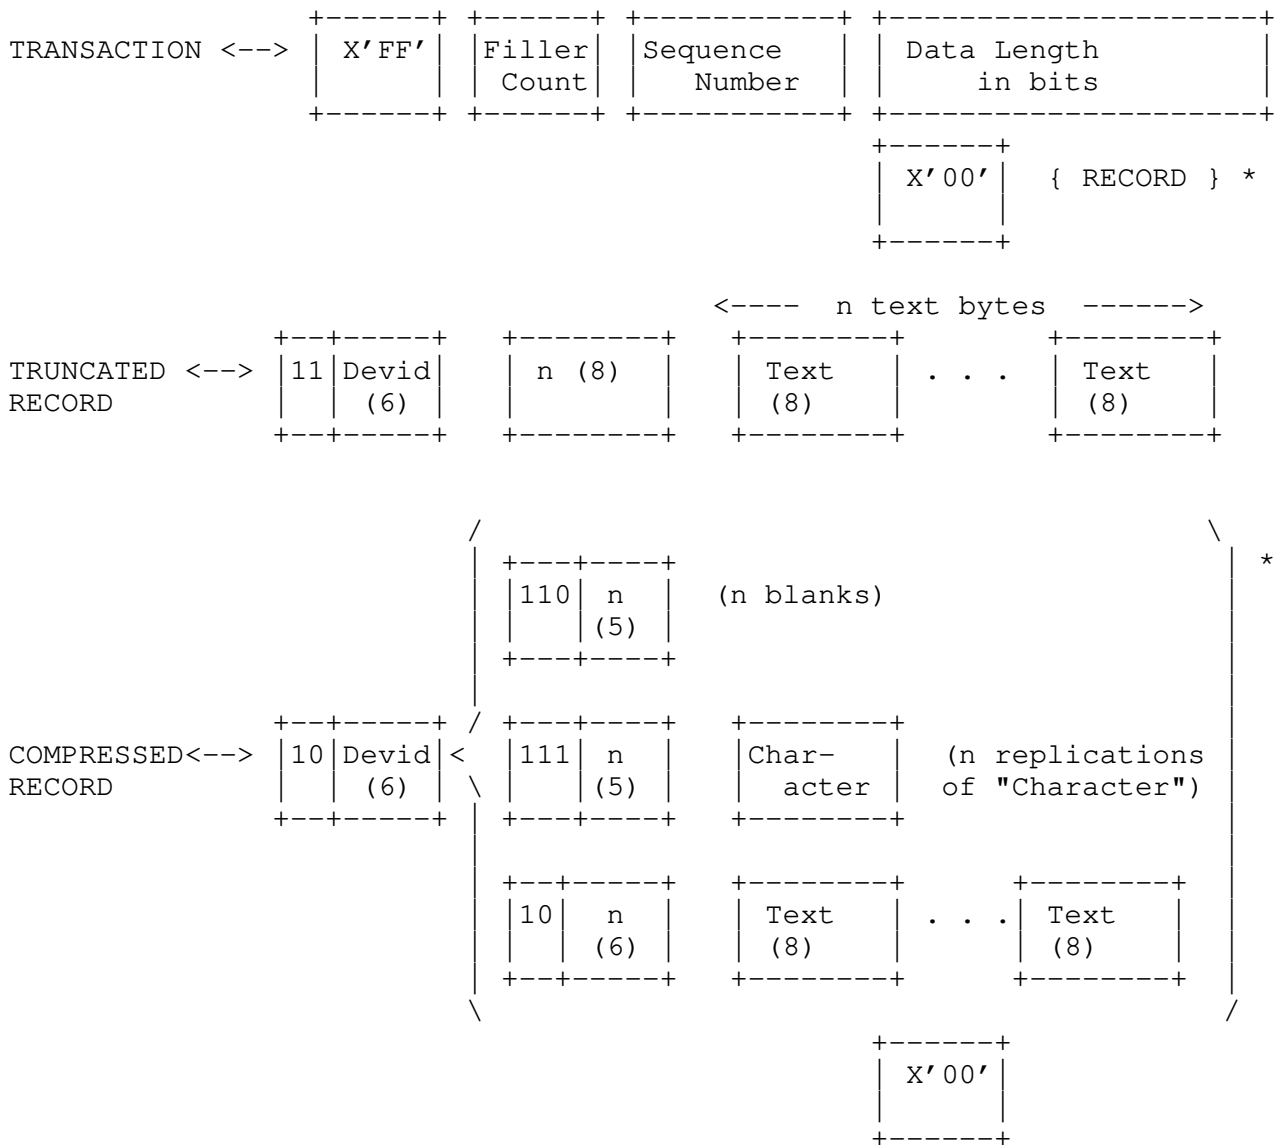 TRANSACTION <--> | X'FF' | |Filler| |Sequence | | Data Length |
| | | Count| | Number | | in bits |
| X'00'| { RECORD } *
<---- n text bytes ------>
TRUNCATED <--> |11|Devid| | n (8) | | Text | . . . | Text |
RECORD | | (6) | | | | (8) | | (8) |
*
|110| n | (n blanks)
| |(5) |
COMPRESSED<--> |10|Devid|< |111| n | |Char- | (n replications
RECORD | | (6) | \ | |(5) | | acter | of "Character")
|10| n | | Text | . . .| Text |
| | (6) | | (8) | | (8) |
| X'00'|